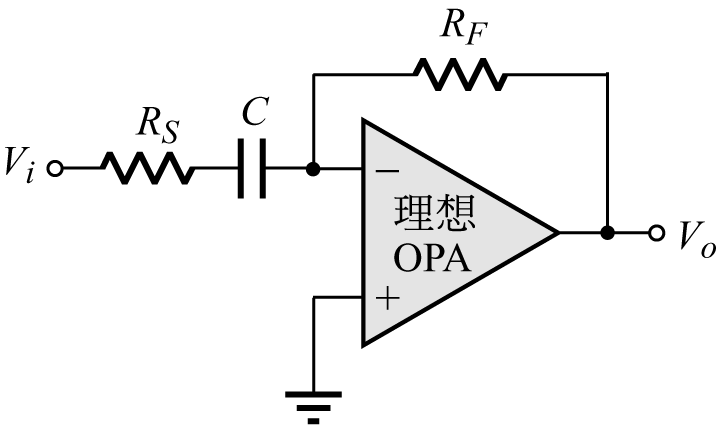 R_F
R_S
C
V_i
−
理想
OPA
+
V_o